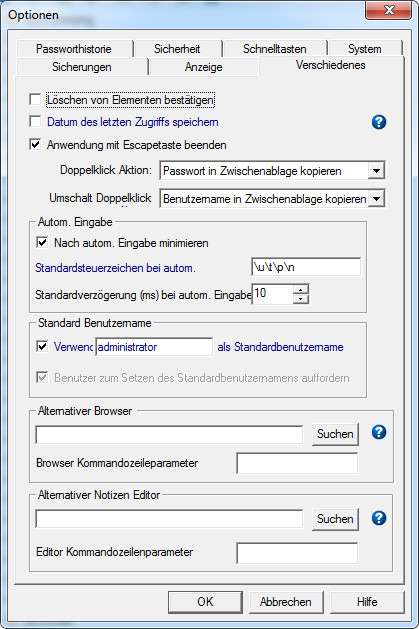 Optionen
Passworthistorie Sicherheit Schnelltasten System
Sicherungen Anzeige Verschiedenes
Löschen von Elementen bestätigen
Datum des letzten Zugriffs speichern
Anwendung mit Escapetaste beenden
Doppelklick Aktion: Passwort in Zwischenablage kopieren
Umschalt Doppelklick Benutzername in Zwischenablage kopieren
Autom. Eingabe
Nach autom. Eingabe minimieren
Standardsteuerzeichen bei autom. \u\t\p\n
Standardverzögerung (ms) bei autom. Eingabe 10
Standard Benutzername
Verwend administrator als Standardbenutzername
Benutzer zum Setzen des Standardbenutzernamens auffordern
Alternativer Browser
Suchen
Browser Kommandozeileparameter
Alternativer Notizen Editor
Suchen
Editor Kommandozeilenparameter
OK Abbrechen Hilfe